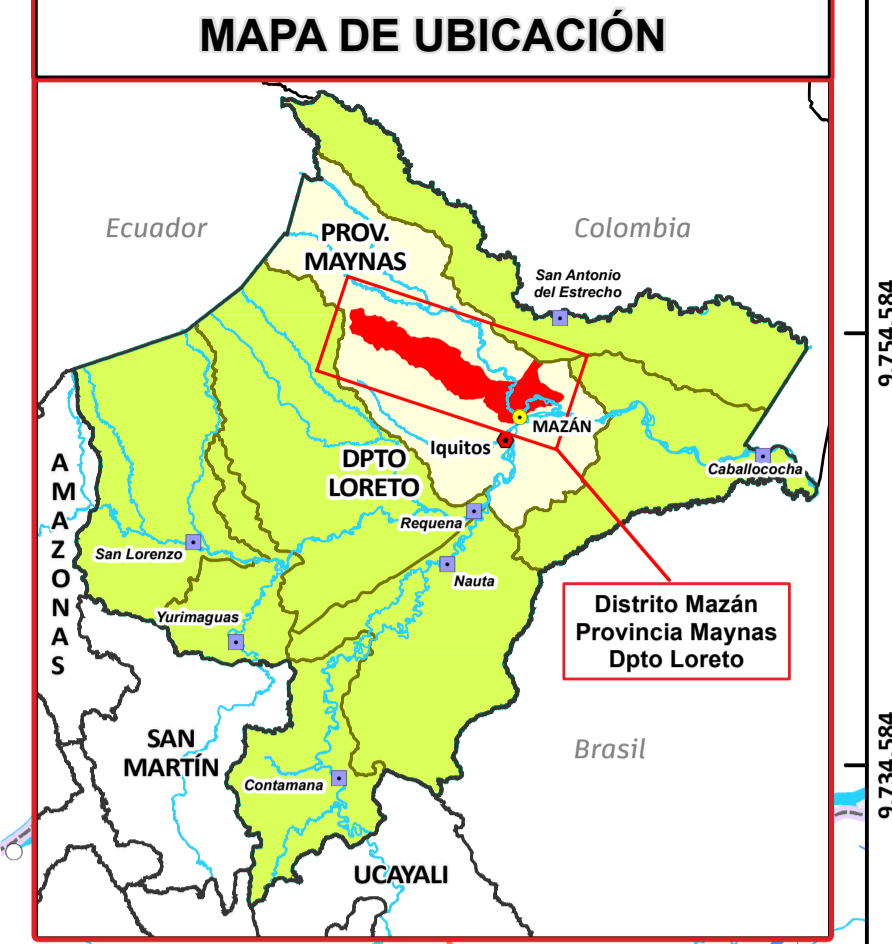 MAPA DE UBICACIÓN
Ecuador
Colombia
PROV.
MAYNAS
San Antonio
del Estrecho
9.754.584
MAZÁN
Iquitos
DPTO
LORETO
Caballococha
AMAZONAS
Requena
San Lorenzo
Nauta
Yurimaguas
Distrito Mazán
Provincia Maynas
Dpto Loreto
SAN
MARTÍN
Brasil
9.734.584
Contamana
UCAYALI